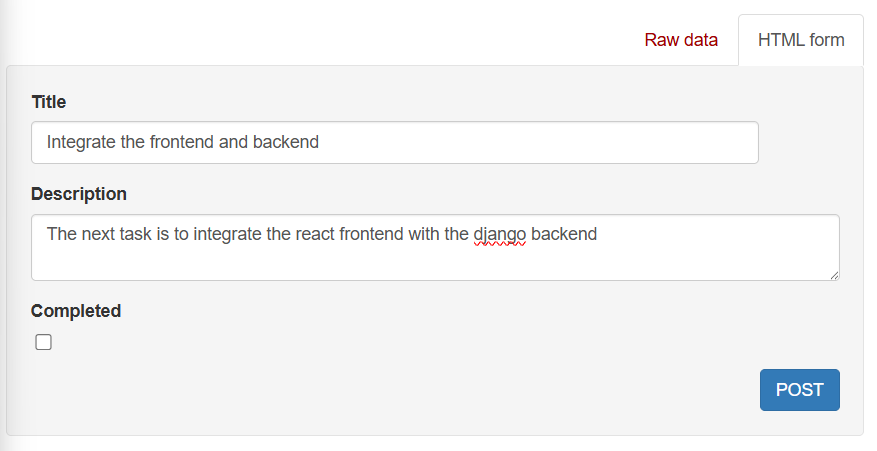 Raw data HTML form
Title
Integrate the frontend and backend
Description
The next task is to integrate the react frontend with the django backend
Completed
POST